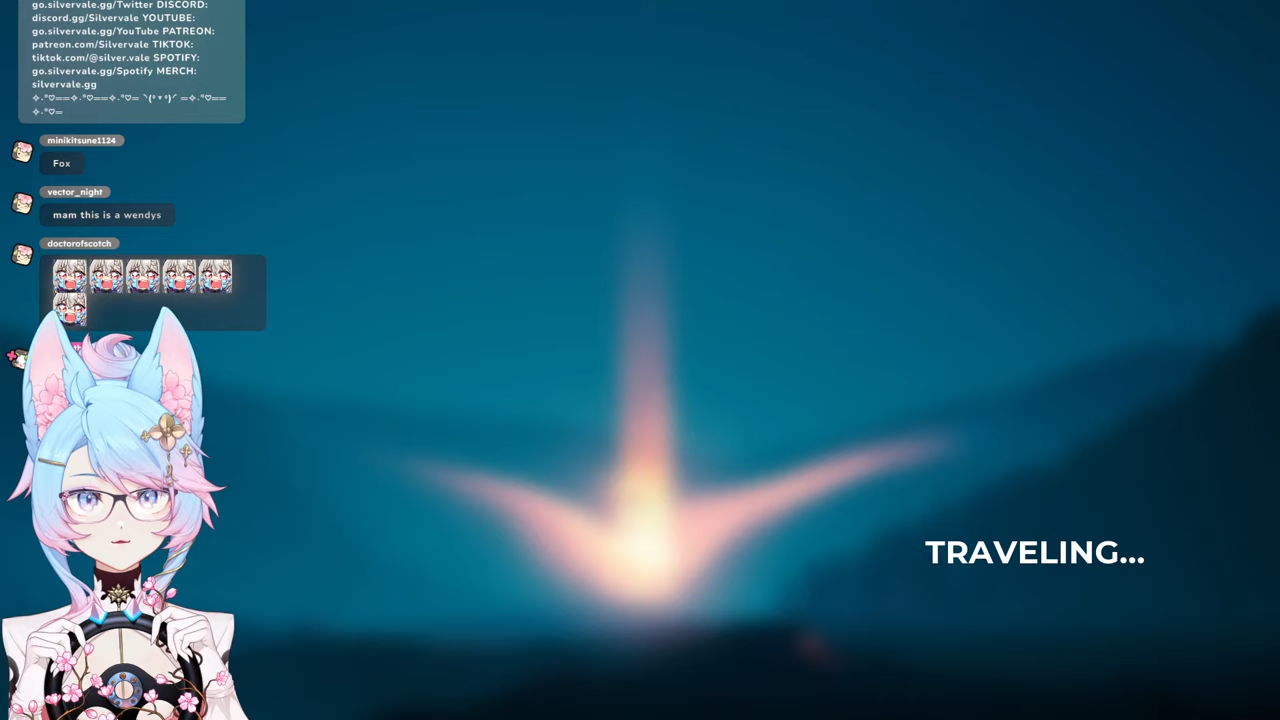 go.silvervale.gg/Twitter DISCORD:
discord.gg/Silvervale YOUTUBE:
go.silvervale.gg/YouTube PATREON:
patreon.com/Silvervale TIKTOK:
tiktok.com/@silver.vale SPOTIFY:
go.silvervale.gg/Spotify MERCH:
silvervale.gg
minikitsune1124
Fox
vector_night
mam this is a wendys
doctorofscotch
TRAVELING...